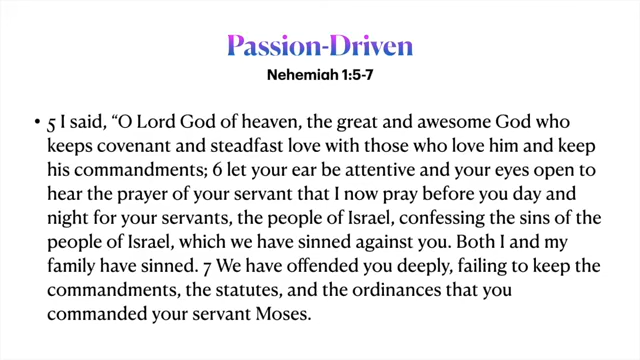 Passion-Driven
Nehemiah 1:5-7
• 5 I said, “O Lord God of heaven, the great and awesome God who
keeps covenant and steadfast love with those who love him and keep
his commandments; 6 let your ear be attentive and your eyes open to
hear the prayer of your servant that I now pray before you day and
night for your servants, the people of Israel, confessing the sins of the
people of Israel, which we have sinned against you. Both I and my
family have sinned. 7 We have offended you deeply, failing to keep the
commandments, the statutes, and the ordinances that you
commanded your servant Moses.